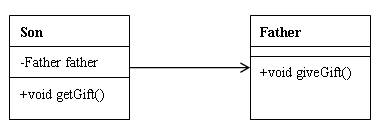 Son
-Father father
+void getGift()
Father
+void giveGift()